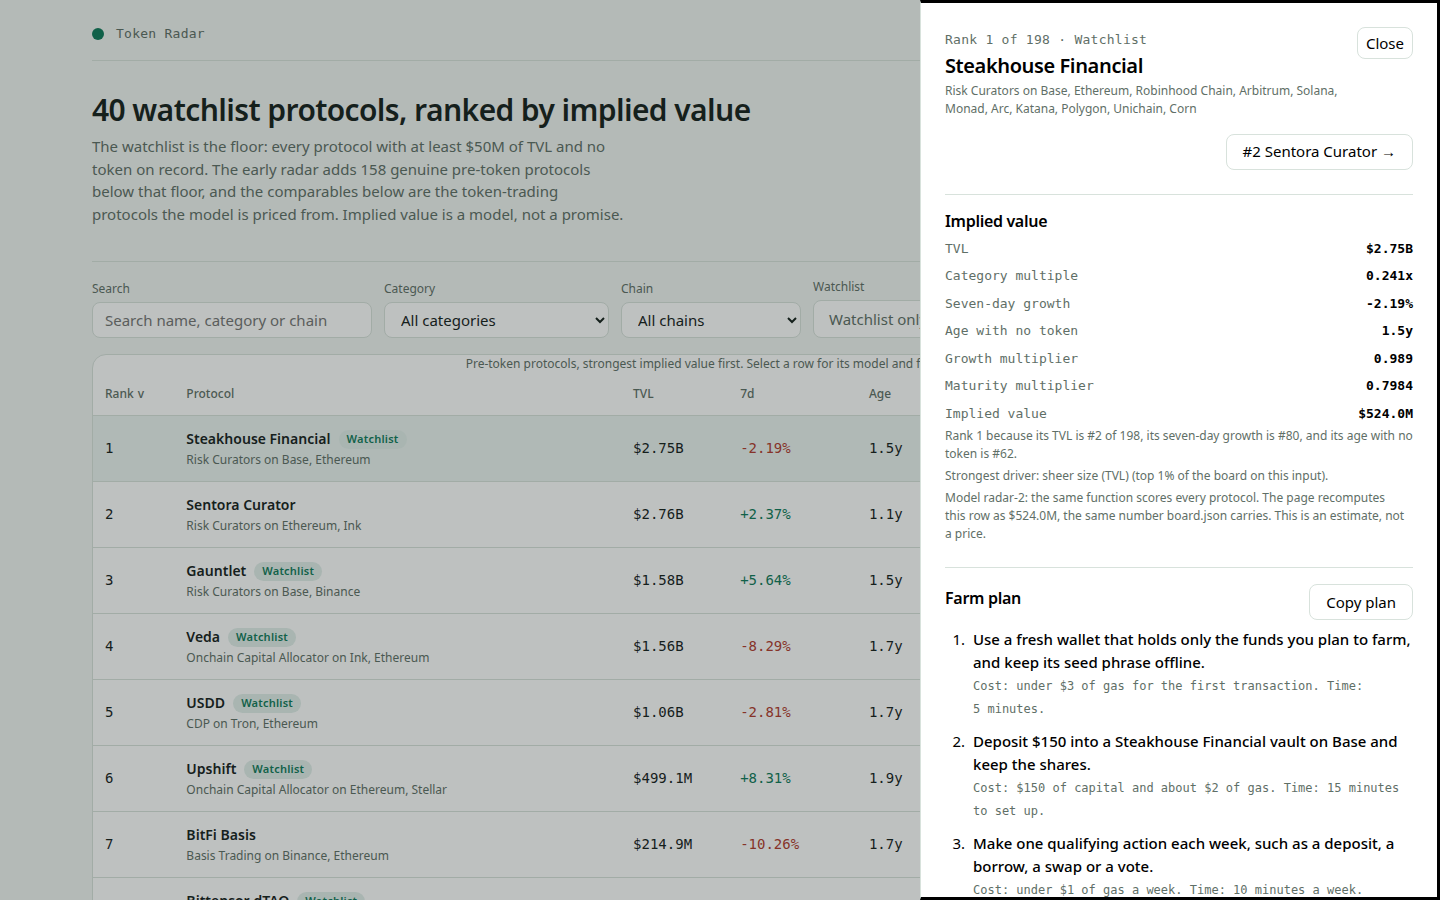 Token Radar
40 watchlist protocols, ranked by implied value
The watchlist is the floor: every protocol with at least $50M of TVL and no
token on record. The early radar adds 158 genuine pre-token protocols
below that floor, and the comparables below are the token-trading
protocols the model is priced from. Implied value is a model, not a promise.
Search
Category
Chain
Watchlist
Search name, category or chain
All categories
All chains
Watchlist only
Pre-token protocols, strongest implied value first. Select a row for its model and f
Rank v
Protocol
TVL
7d
Age
1
Steakhouse Financial Watchlist
Risk Curators on Base, Ethereum
$2.75B
-2.19%
1.5y
2
Sentora Curator
Risk Curators on Ethereum, Ink
$2.76B
+2.37%
1.1y
3
Gauntlet Watchlist
Risk Curators on Base, Binance
$1.58B
+5.64%
1.5y
4
Veda Watchlist
Onchain Capital Allocator on Ink, Ethereum
$1.56B
-8.29%
1.7y
5
USDD Watchlist
CDP on Tron, Ethereum
$1.06B
-2.81%
1.7y
6
Upshift Watchlist
Onchain Capital Allocator on Ethereum, Stellar
$499.1M
+8.31%
1.9y
7
BitFi Basis
Basis Trading on Binance, Ethereum
$214.9M
-10.26%
1.7y
Bittensor dTAO Watchlist
Rank 1 of 198 · Watchlist
Close
Steakhouse Financial
Risk Curators on Base, Ethereum, Robinhood Chain, Arbitrum, Solana,
Monad, Arc, Katana, Polygon, Unichain, Corn
#2 Sentora Curator →
Implied value
TVL $2.75B
Category multiple 0.241x
Seven-day growth -2.19%
Age with no token 1.5y
Growth multiplier 0.989
Maturity multiplier 0.7984
Implied value $524.0M
Rank 1 because its TVL is #2 of 198, its seven-day growth is #80, and its age with no
token is #62.
Strongest driver: sheer size (TVL) (top 1% of the board on this input).
Model radar-2: the same function scores every protocol. The page recomputes
this row as $524.0M, the same number board.json carries. This is an estimate, not
a price.
Farm plan
Copy plan
1. Use a fresh wallet that holds only the funds you plan to farm,
and keep its seed phrase offline.
Cost: under $3 of gas for the first transaction. Time:
5 minutes.
2. Deposit $150 into a Steakhouse Financial vault on Base and
keep the shares.
Cost: $150 of capital and about $2 of gas. Time: 15 minutes
to set up.
3. Make one qualifying action each week, such as a deposit, a
borrow, a swap or a vote.
Cost: under $1 of gas a week. Time: 10 minutes a week.